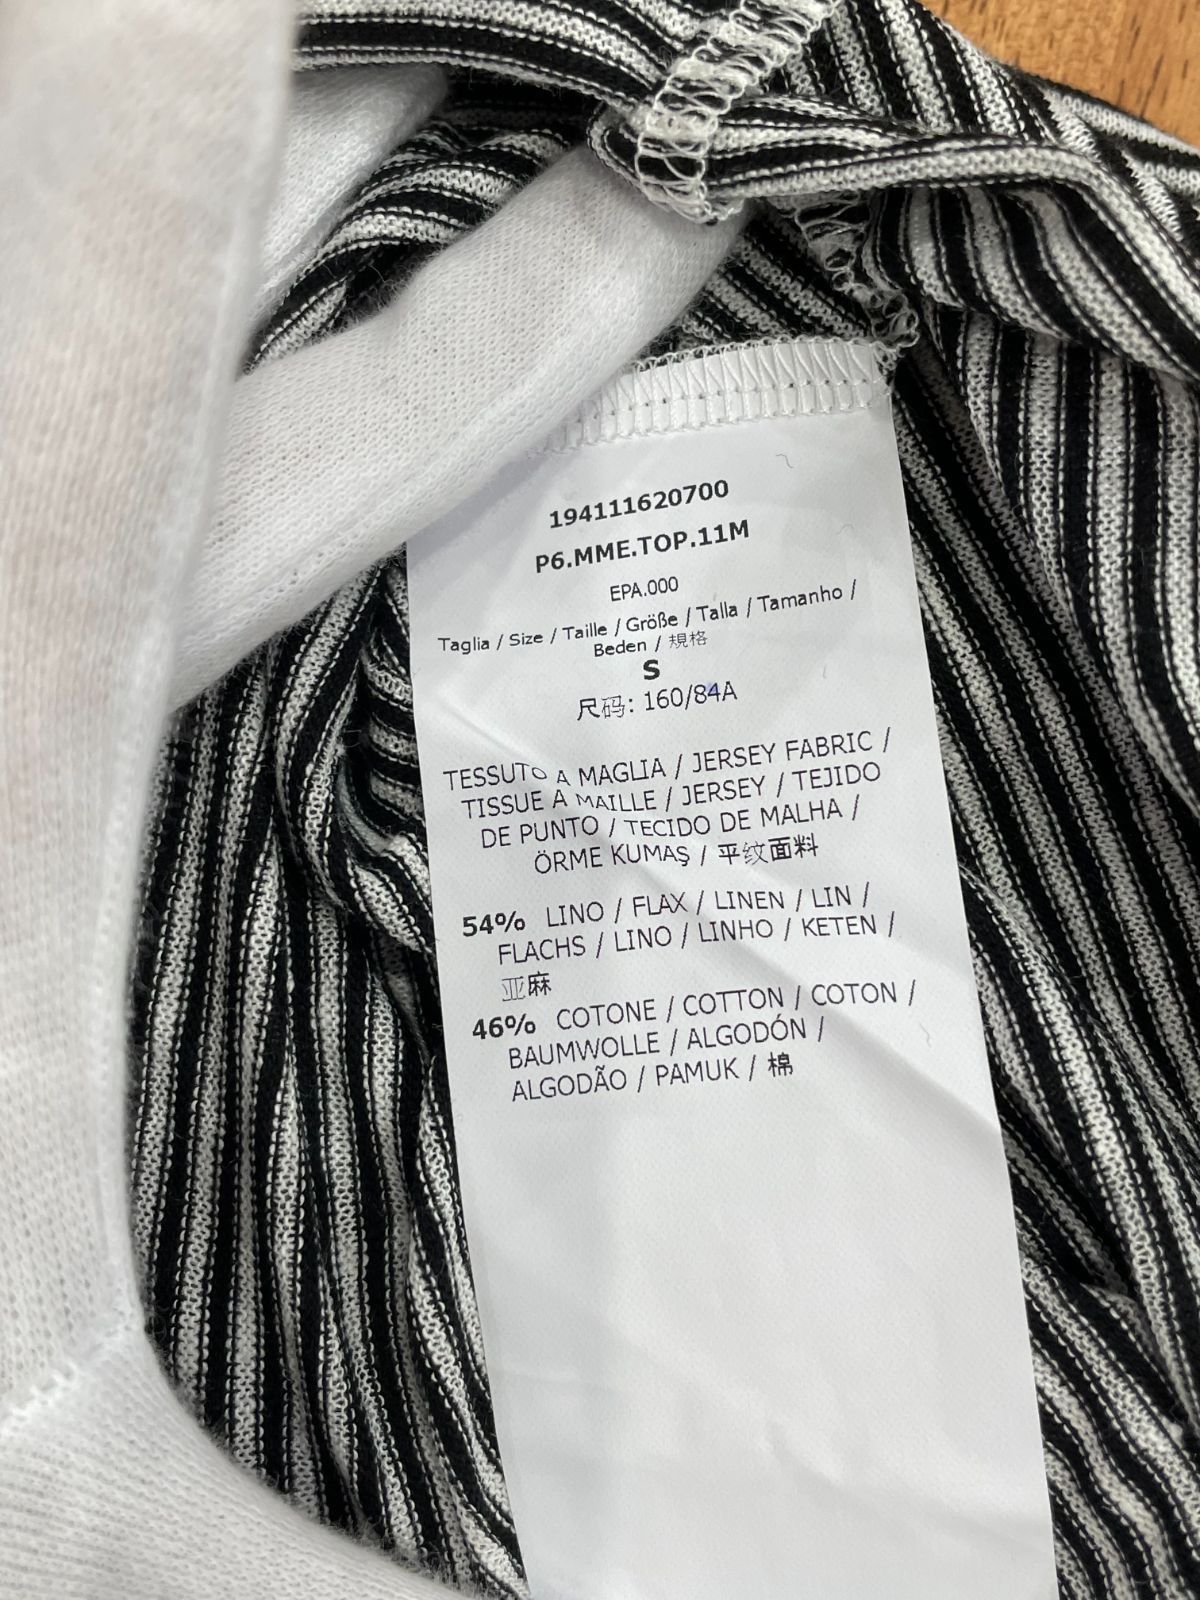 194111620700
P6.MME.TOP.11M
EPA.000
Taglia / Size / Taille / Größe / Talla / Tamanho /
Beden / 規格
S
尺码: 160/84A
TESSUTO A MAGLIA / JERSEY FABRIC /
TISSUE A MAILLE / JERSEY / TEJIDO
DE PUNTO / TECIDO DE MALHA /
ÖRME KUMAŞ / 平纹面料
54% LINO / FLAX / LINEN / LIN /
FLACHS / LINO / LINHO / KETEN /
亚麻
46% COTONE / COTTON / COTON /
BAUMWOLLE / ALGODÓN /
ALGODÃO / PAMUK / 棉